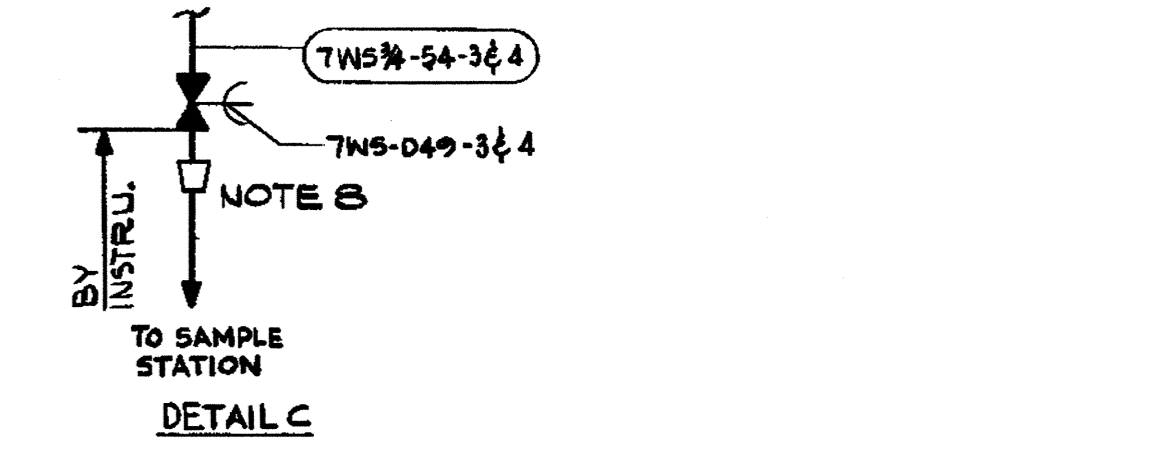 7WS¾-54-3&4
7WS-D49-3&4
NOTE 8
BY
INSTRU.
TO SAMPLE
STATION
DETAIL C